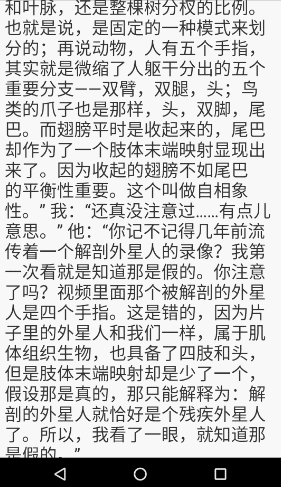 和叶脉，还是整棵树分杈的比例。
也就是说，是固定的一种模式来划
分的；再说动物，人有五个手指，
其实就是微缩了人躯干分出的五个
重要分支——双臂，双腿，头；鸟
类的爪子也是那样，头，双脚，尾
巴。而翅膀平时是收起来的，尾巴
却作为了一个肢体末端映射显现出
来了。因为收起的翅膀不如尾巴
的平衡性重要。这个叫做自相象
性。”我：“还真没注意过……有点儿
意思。”他：“你记不记得几年前流
传着一个解剖外星人的录像？我第
一次看就是知道那是假的。你注意
了吗？视频里面那个被解剖的外星
人是四个手指。这是错的，因为片
子里的外星人和我们一样，属于肌
体组织生物，也具备了四肢和头，
但是肢体末端映射却是少了一个，
假设那是真的，那只能解释为：解
剖的外星人就恰好是个残疾外星人
了。所以，我看了一眼，就知道那
是假的。”